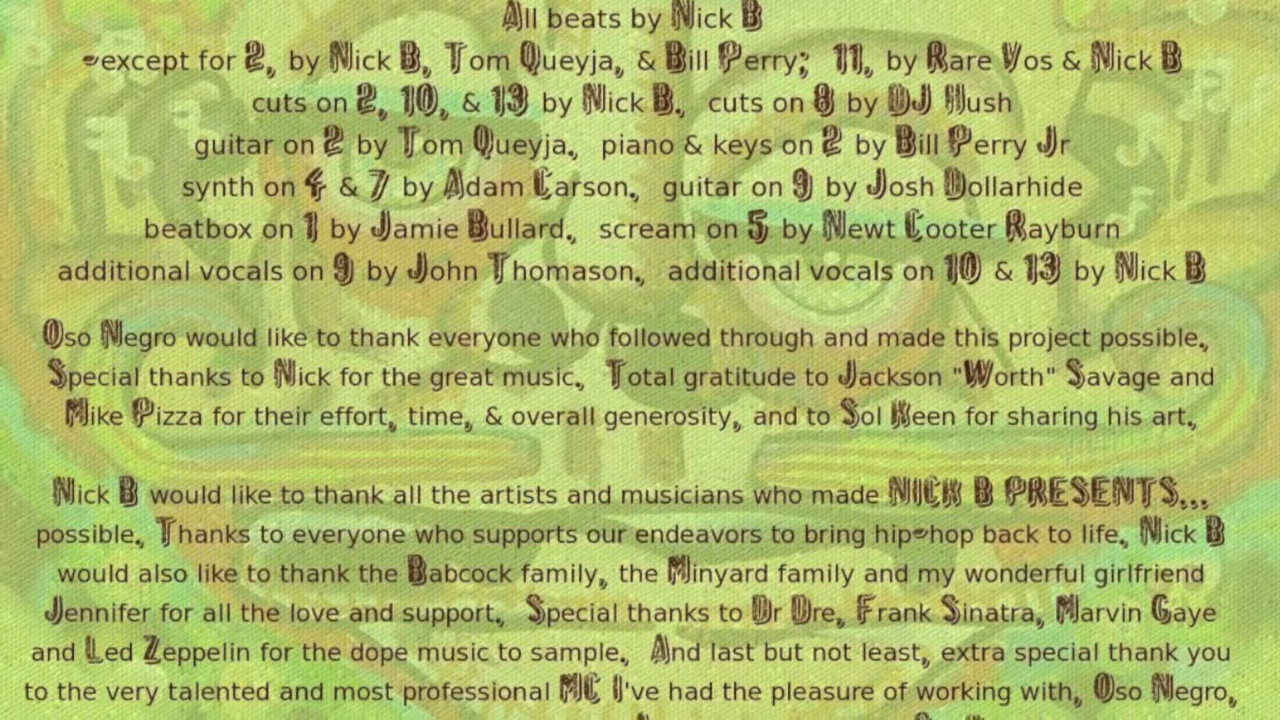 All beats by Nick B
-except for 2, by Nick B, Tom Queyja, & Bill Perry; 11, by Rare Vos & Nick B
cuts on 2, 10, & 13 by Nick B. cuts on 8 by DJ Hush
guitar on 2 by Tom Queyja. piano & keys on 2 by Bill Perry Jr
synth on 4 & 7 by Adam Carson. guitar on 9 by Josh Dollarhide
beatbox on 1 by Jamie Bullard. scream on 5 by Newt Cooter Rayburn
additional vocals on 9 by John Thomason. additional vocals on 10 & 13 by Nick B
Oso Negro would like to thank everyone who followed through and made this project possible.
Special thanks to Nick for the great music. Total gratitude to Jackson "Worth" Savage and
Mike Pizza for their effort, time, & overall generosity, and to Sol Keen for sharing his art.
Nick B would like to thank all the artists and musicians who made NICK B PRESENTS...
possible. Thanks to everyone who supports our endeavors to bring hip-hop back to life. Nick B
would also like to thank the Babcock family, the Minyard family and my wonderful girlfriend
Jennifer for all the love and support. Special thanks to Dr Dre, Frank Sinatra, Marvin Gaye
and Led Zeppelin for the dope music to sample. And last but not least, extra special thank you
to the very talented and most professional MC I've had the pleasure of working with, Oso Negro,